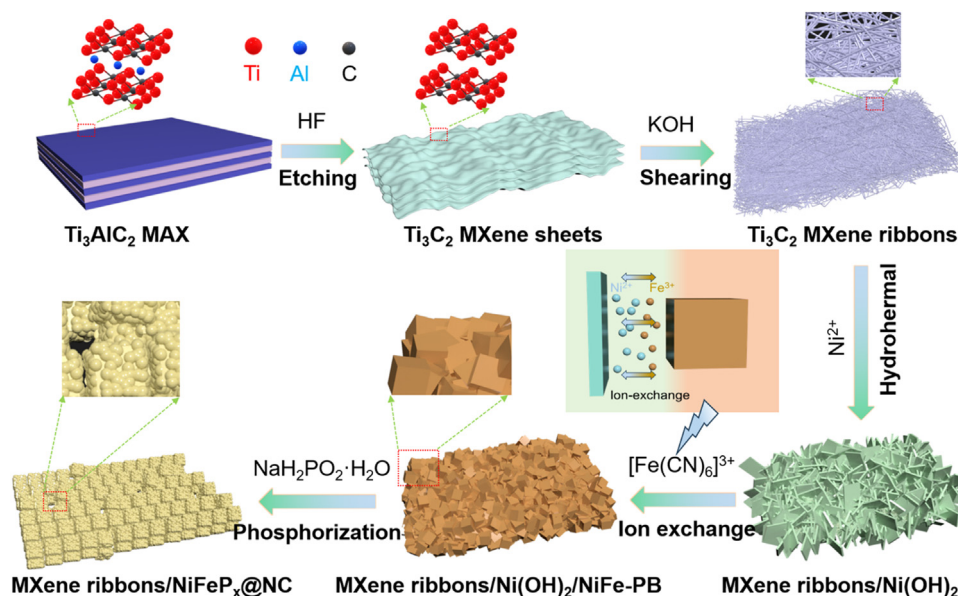 Ti Al C
HF
Etching
KOH
Shearing
Ti₃AlC₂ MAX
Ti₃C₂ MXene sheets
Ti₃C₂ MXene ribbons
Ni²⁺ Fe³⁺
Ion-exchange
Ni²⁺
Hydrohermal
NaH₂PO₂·H₂O
Phosphorization
[Fe(CN)₆]³⁺
Ion exchange
MXene ribbons/NiFePₓ@NC
MXene ribbons/Ni(OH)₂/NiFe-PB
MXene ribbons/Ni(OH)₂